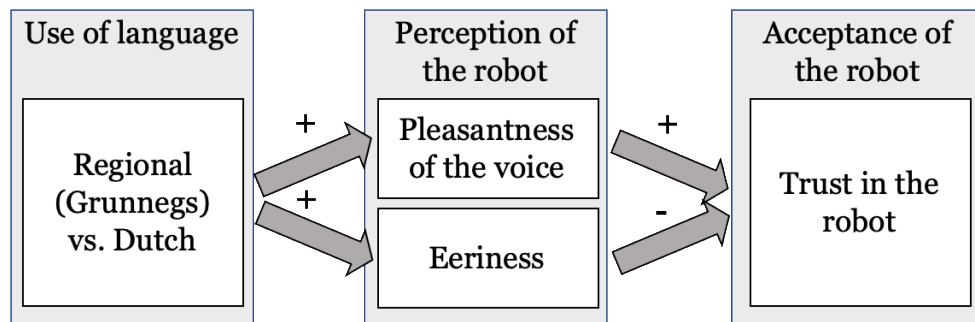 Use of language
Regional
(Grunnegs)
vs. Dutch
+
+
Perception of
the robot
Pleasantness
of the voice
Eeriness
+
-
Acceptance of
the robot
Trust in the
robot